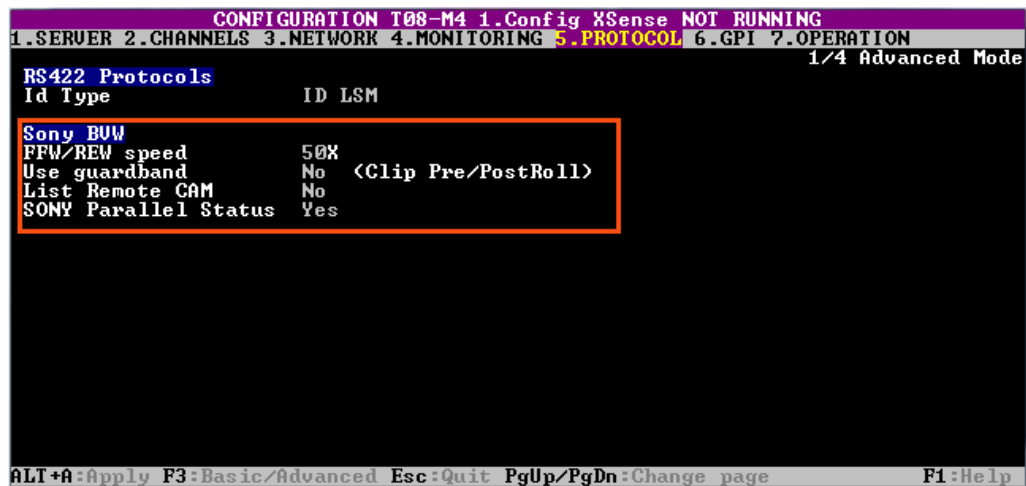 CONFIGURATION T08-M4 1.Config XSense NOT RUNNING
1.SERVER 2.CHANNELS 3.NETWORK 4.MONITORING 5.PROTOCOL 6.GPI 7.OPERATION
1/4 Advanced Mode
RS422 Protocols
Id Type ID LSM
Sony BVW
FFW/REW speed 50X
Use guardband No (Clip Pre/PostRoll)
List Remote CAM No
SONY Parallel Status Yes
ALT+A:Apply F3:Basic/Advanced Esc:Quit PgUp/PgDn:Change page F1:Help